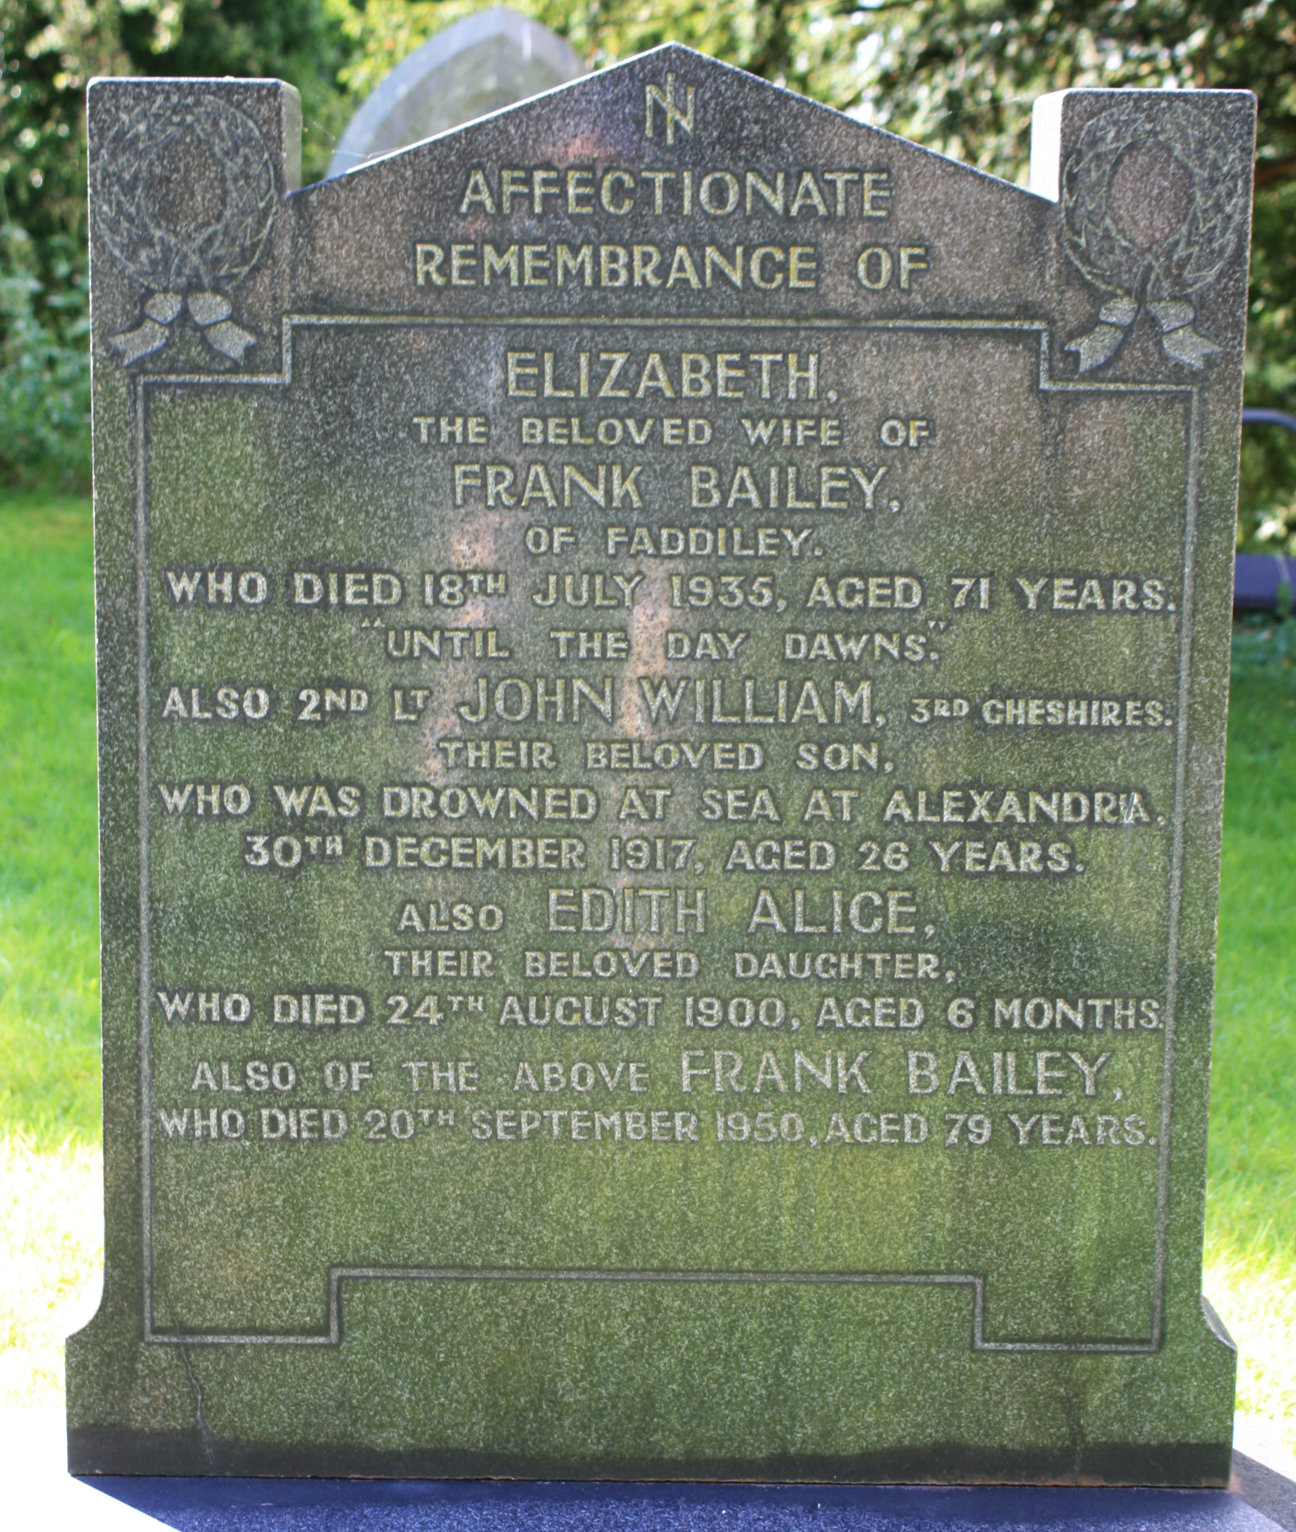 IN
AFFECTIONATE
REMEMBRANCE OF
ELIZABETH,
THE BELOVED WIFE OF
FRANK BAILEY,
OF FADDILEY.
WHO DIED 18TH JULY 1935, AGED 71 YEARS.
"UNTIL THE DAY DAWNS."
ALSO 2ND LT JOHN WILLIAM, 3RD CHESHIRES.
THEIR BELOVED SON,
WHO WAS DROWNED AT SEA AT ALEXANDRIA,
30TH DECEMBER 1917, AGED 26 YEARS.
ALSO EDITH ALICE,
THEIR BELOVED DAUGHTER,
WHO DIED 24TH AUGUST 1900, AGED 6 MONTHS.
ALSO OF THE ABOVE FRANK BAILEY,
WHO DIED 20TH SEPTEMBER 1950, AGED 79 YEARS.